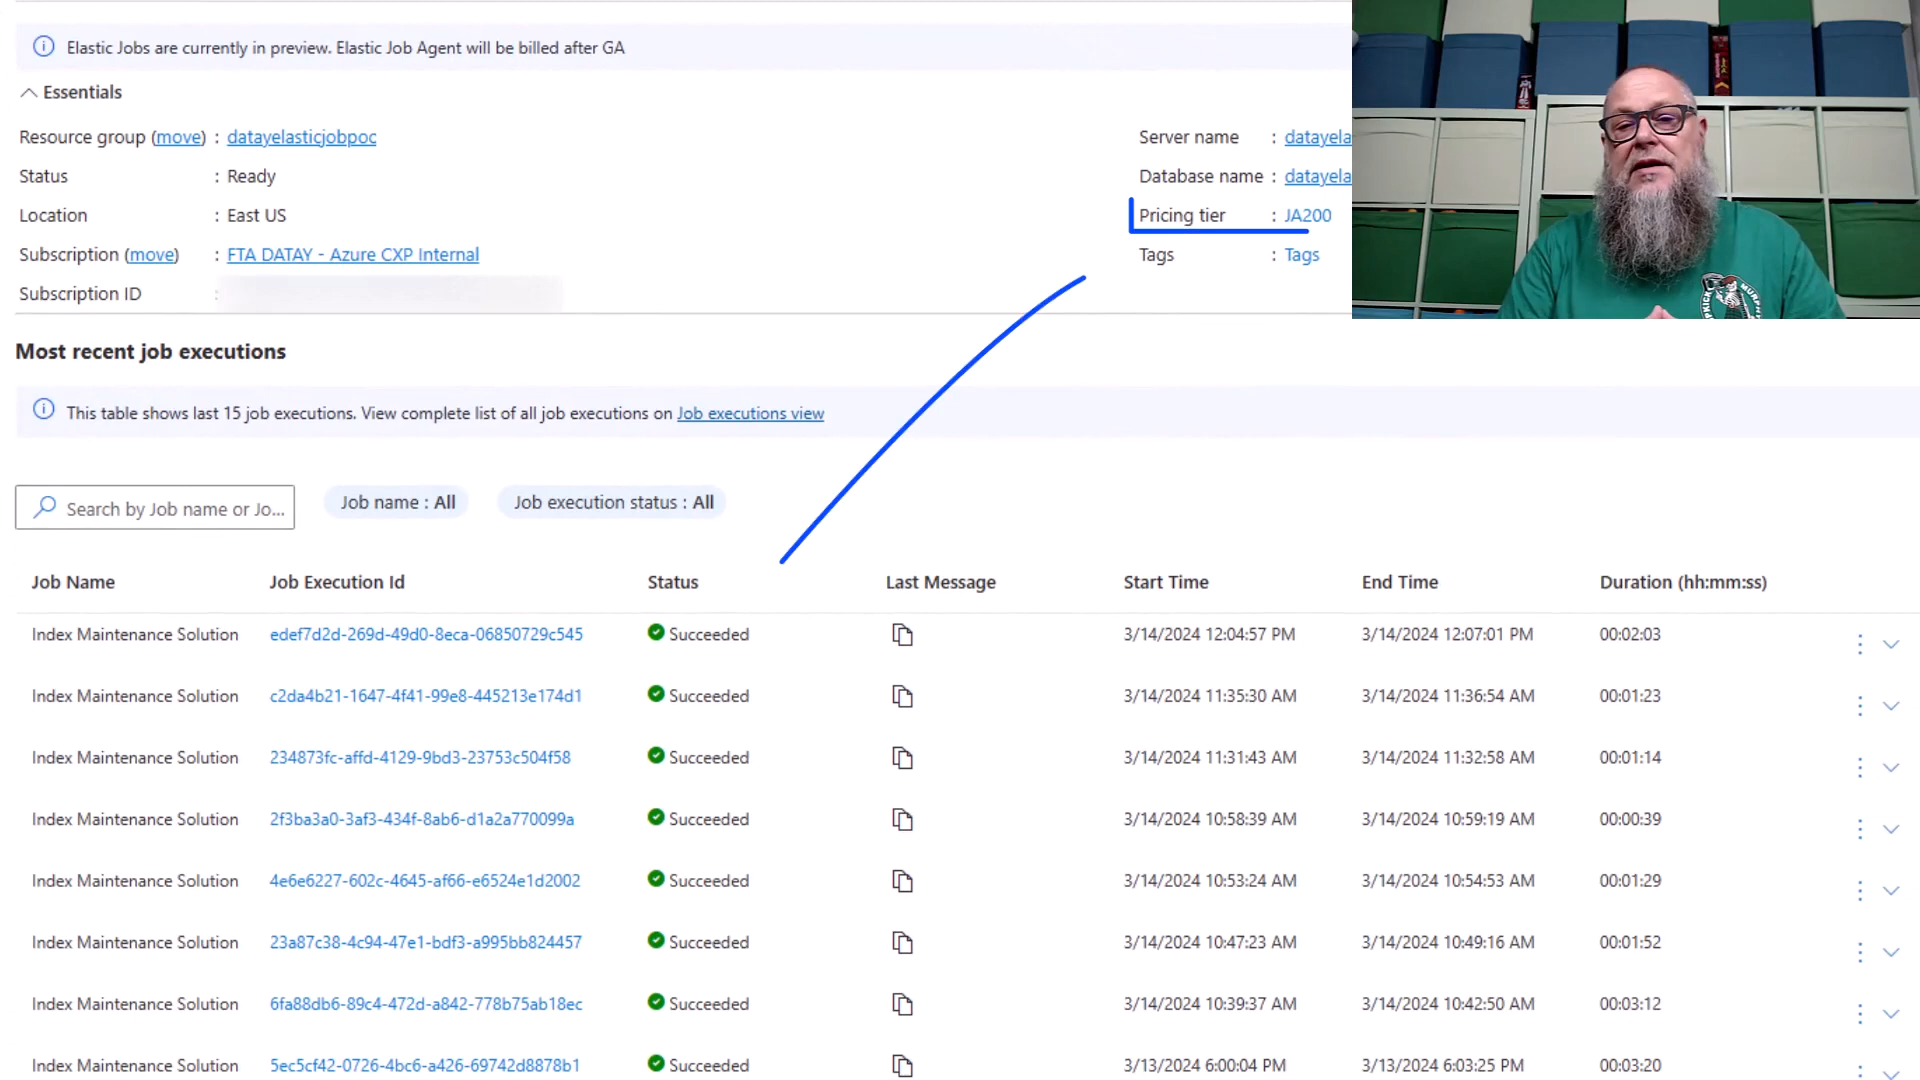 Elastic Jobs are currently in preview. Elastic Job Agent will be billed after GA
Essentials
Resource group (move) : datayelasticjobpoc
Status : Ready
Location : East US
Subscription (move) : FTA DATAY - Azure CXP Internal
Subscription ID :
Server name : datayela
Database name : datayela
Pricing tier : JA200
Tags : Tags
Most recent job executions
This table shows last 15 job executions. View complete list of all job executions on Job executions view
Search by Job name or Jo...
Job name : All
Job execution status : All
Job Name Job Execution Id Status Last Message Start Time End Time Duration (hh:mm:ss)
Index Maintenance Solution edef7d2d-269d-49d0-8eca-06850729c545 Succeeded 3/14/2024 12:04:57 PM 3/14/2024 12:07:01 PM 00:02:03
Index Maintenance Solution c2da4b21-1647-4f41-99e8-445213e174d1 Succeeded 3/14/2024 11:35:30 AM 3/14/2024 11:36:54 AM 00:01:23
Index Maintenance Solution 234873fc-affd-4129-9bd3-23753c504f58 Succeeded 3/14/2024 11:31:43 AM 3/14/2024 11:32:58 AM 00:01:14
Index Maintenance Solution 2f3ba3a0-3af3-434f-8ab6-d1a2a770099a Succeeded 3/14/2024 10:58:39 AM 3/14/2024 10:59:19 AM 00:00:39
Index Maintenance Solution 4e6e6227-602c-4645-af66-e6524e1d2002 Succeeded 3/14/2024 10:53:24 AM 3/14/2024 10:54:53 AM 00:01:29
Index Maintenance Solution 23a87c38-4c94-47e1-bdf3-a995bb824457 Succeeded 3/14/2024 10:47:23 AM 3/14/2024 10:49:16 AM 00:01:52
Index Maintenance Solution 6fa88db6-89c4-472d-a842-778b75ab18ec Succeeded 3/14/2024 10:39:37 AM 3/14/2024 10:42:50 AM 00:03:12
Index Maintenance Solution 5ec5cf42-0726-4bc6-a426-69742d8878b1 Succeeded 3/13/2024 6:00:04 PM 3/13/2024 6:03:25 PM 00:03:20